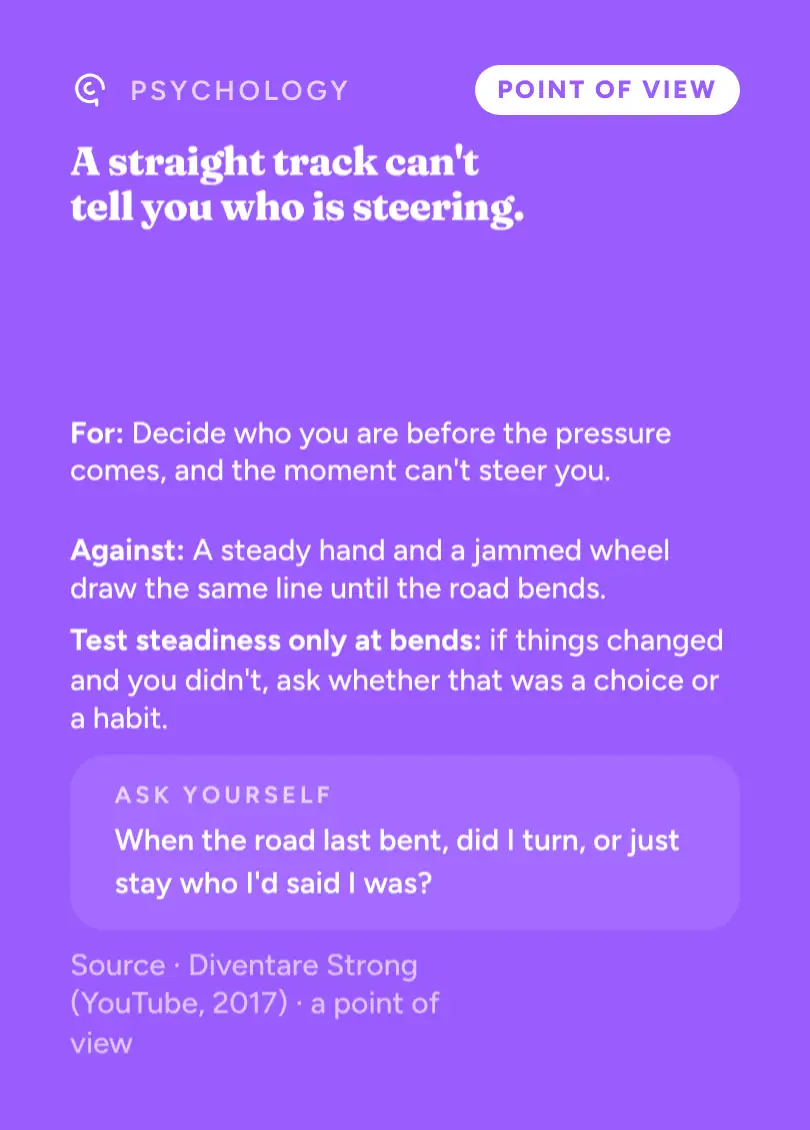 PSYCHOLOGY
POINT OF VIEW
A straight track can't
tell you who is steering.
For: Decide who you are before the pressure
comes, and the moment can't steer you.
Against: A steady hand and a jammed wheel
draw the same line until the road bends.
Test steadiness only at bends: if things changed
and you didn't, ask whether that was a choice or
a habit.
ASK YOURSELF
When the road last bent, did I turn, or just
stay who I'd said I was?
Source · Diventare Strong
(YouTube, 2017) · a point of
view